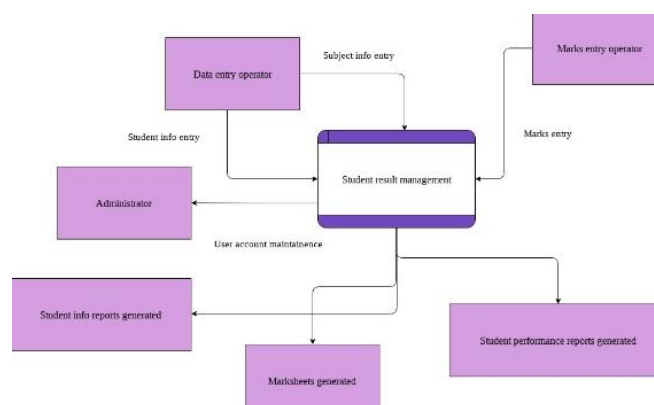 Subject info entry
Marks entry operator
Data entry operator
Student info entry
Marks entry
Student result management
Administrator
User account maintainence
Student info reports generated
Student performance reports generated
Marksheets generated